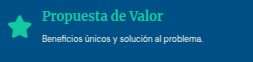 Propuesta de Valor
Beneficios únicos y solución al problema.